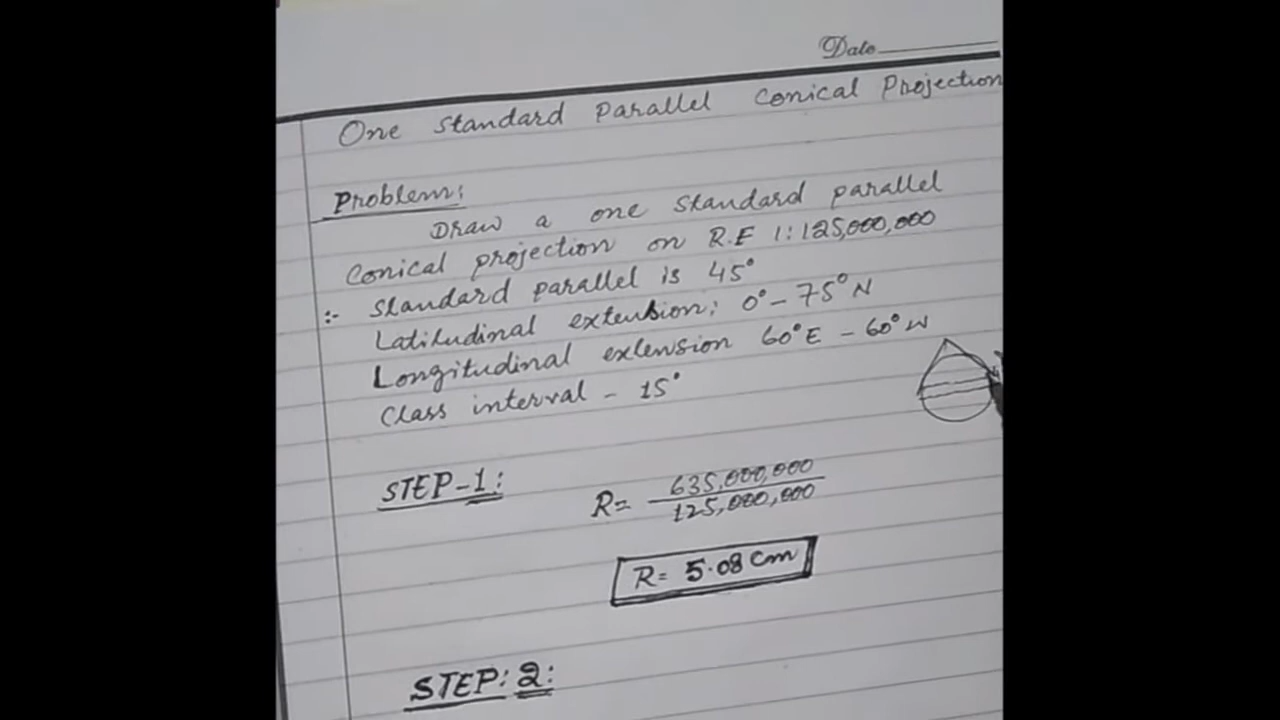 Date
One Standard Parallel Conical Projection
Problem:
Draw a one standard parallel
Conical projection on R.F 1:125,000,000
:- Standard parallel is 45°
Latitudinal extension: 0° - 75° N
Longitudinal extension 60°E - 60° W
Class interval - 15°
STEP-1:
R= 635,000,000
125,000,000
R= 5.08 Cm
STEP: 2: